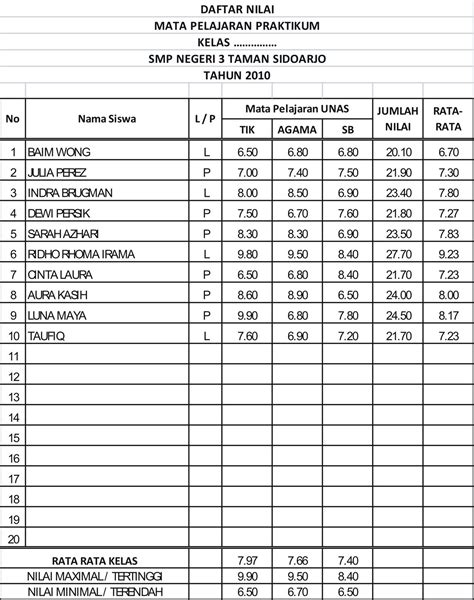 DAFTAR NILAI
MATA PELAJARAN PRAKTIKUM
KELAS ...............
SMP NEGERI 3 TAMAN SIDOARJO
TAHUN 2010
No Nama Siswa L / P Mata Pelajaran UNAS JUMLAH NILAI RATA-RATA
TIK AGAMA SB
1 BAIM WONG L 6.50 6.80 6.80 20.10 6.70
2 JULIA PEREZ P 7.00 7.40 7.50 21.90 7.30
3 INDRA BRUGMAN L 8.00 8.50 6.90 23.40 7.80
4 DEWI PERSIK P 7.50 6.70 7.60 21.80 7.27
5 SARAH AZHARI P 8.30 8.30 6.90 23.50 7.83
6 RIDHO RHOMA IRAMA L 9.80 9.50 8.40 27.70 9.23
7 CINTA LAURA P 6.50 6.80 8.40 21.70 7.23
8 AURA KASIH P 8.60 8.90 6.50 24.00 8.00
9 LUNA MAYA P 9.90 6.80 7.80 24.50 8.17
10 TAUFIQ L 7.60 6.90 7.20 21.70 7.23
11
12
13
14
15
16
17
18
19
20
RATA RATA KELAS 7.97 7.66 7.40
NILAI MAXIMAL / TERTINGGI 9.90 9.50 8.40
NILAI MINIMAL / TERENDAH 6.50 6.70 6.50